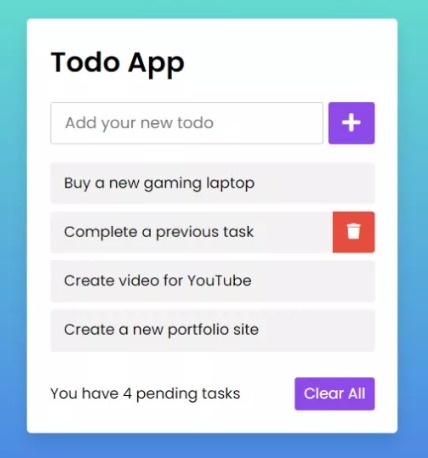 Todo App
Add your new todo
Buy a new gaming laptop
Complete a previous task
Create video for YouTube
Create a new portfolio site
You have 4 pending tasks
Clear All